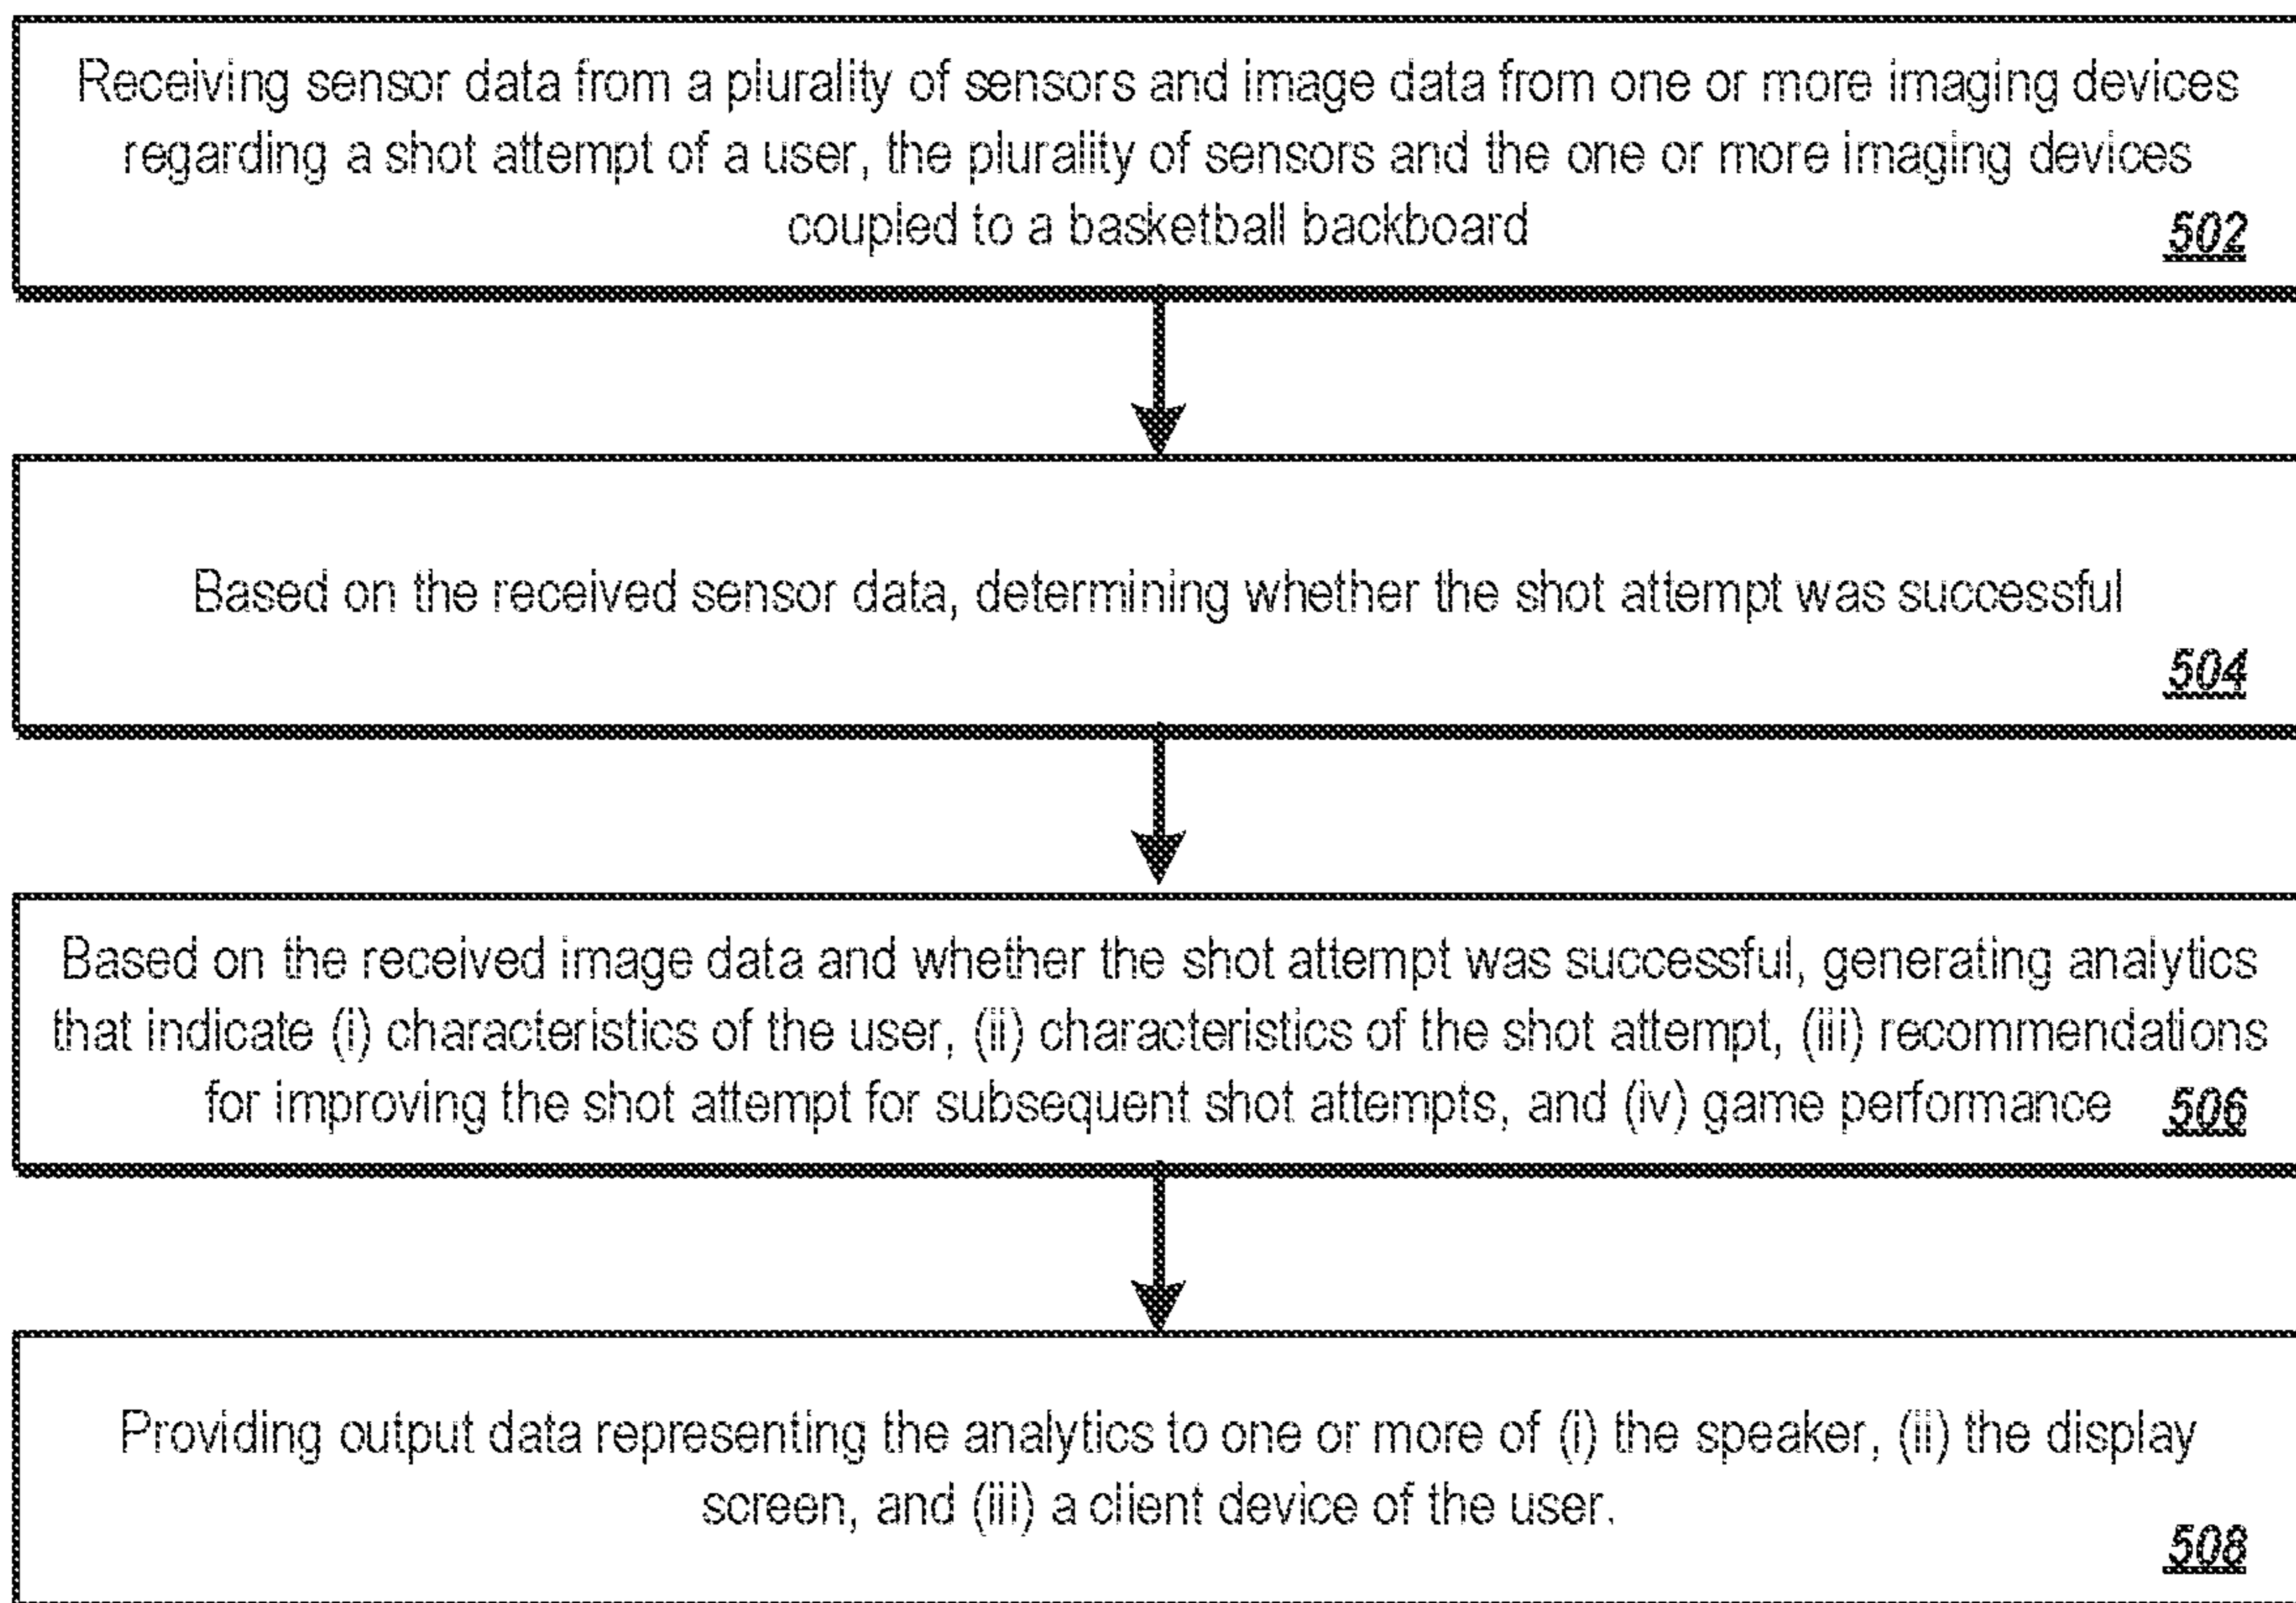 Receiving sensor data from a plurality of sensors and image data from one or more imaging devices
regarding a shot attempt of a user, the plurality of sensors and the one or more imaging devices
coupled to a basketball backboard
502
Based on the received sensor data, determining whether the shot attempt was successful
504
Based on the received image data and whether the shot attempt was successful, generating analytics
that indicate (i) characteristics of the user, (ii) characteristics of the shot attempt, (iii) recommendations
for improving the shot attempt for subsequent shot attempts, and (iv) game performance 506
Providing output data representing the analytics to one or more of (i) the speaker, (ii) the display
screen, and (iii) a client device of the user.
508